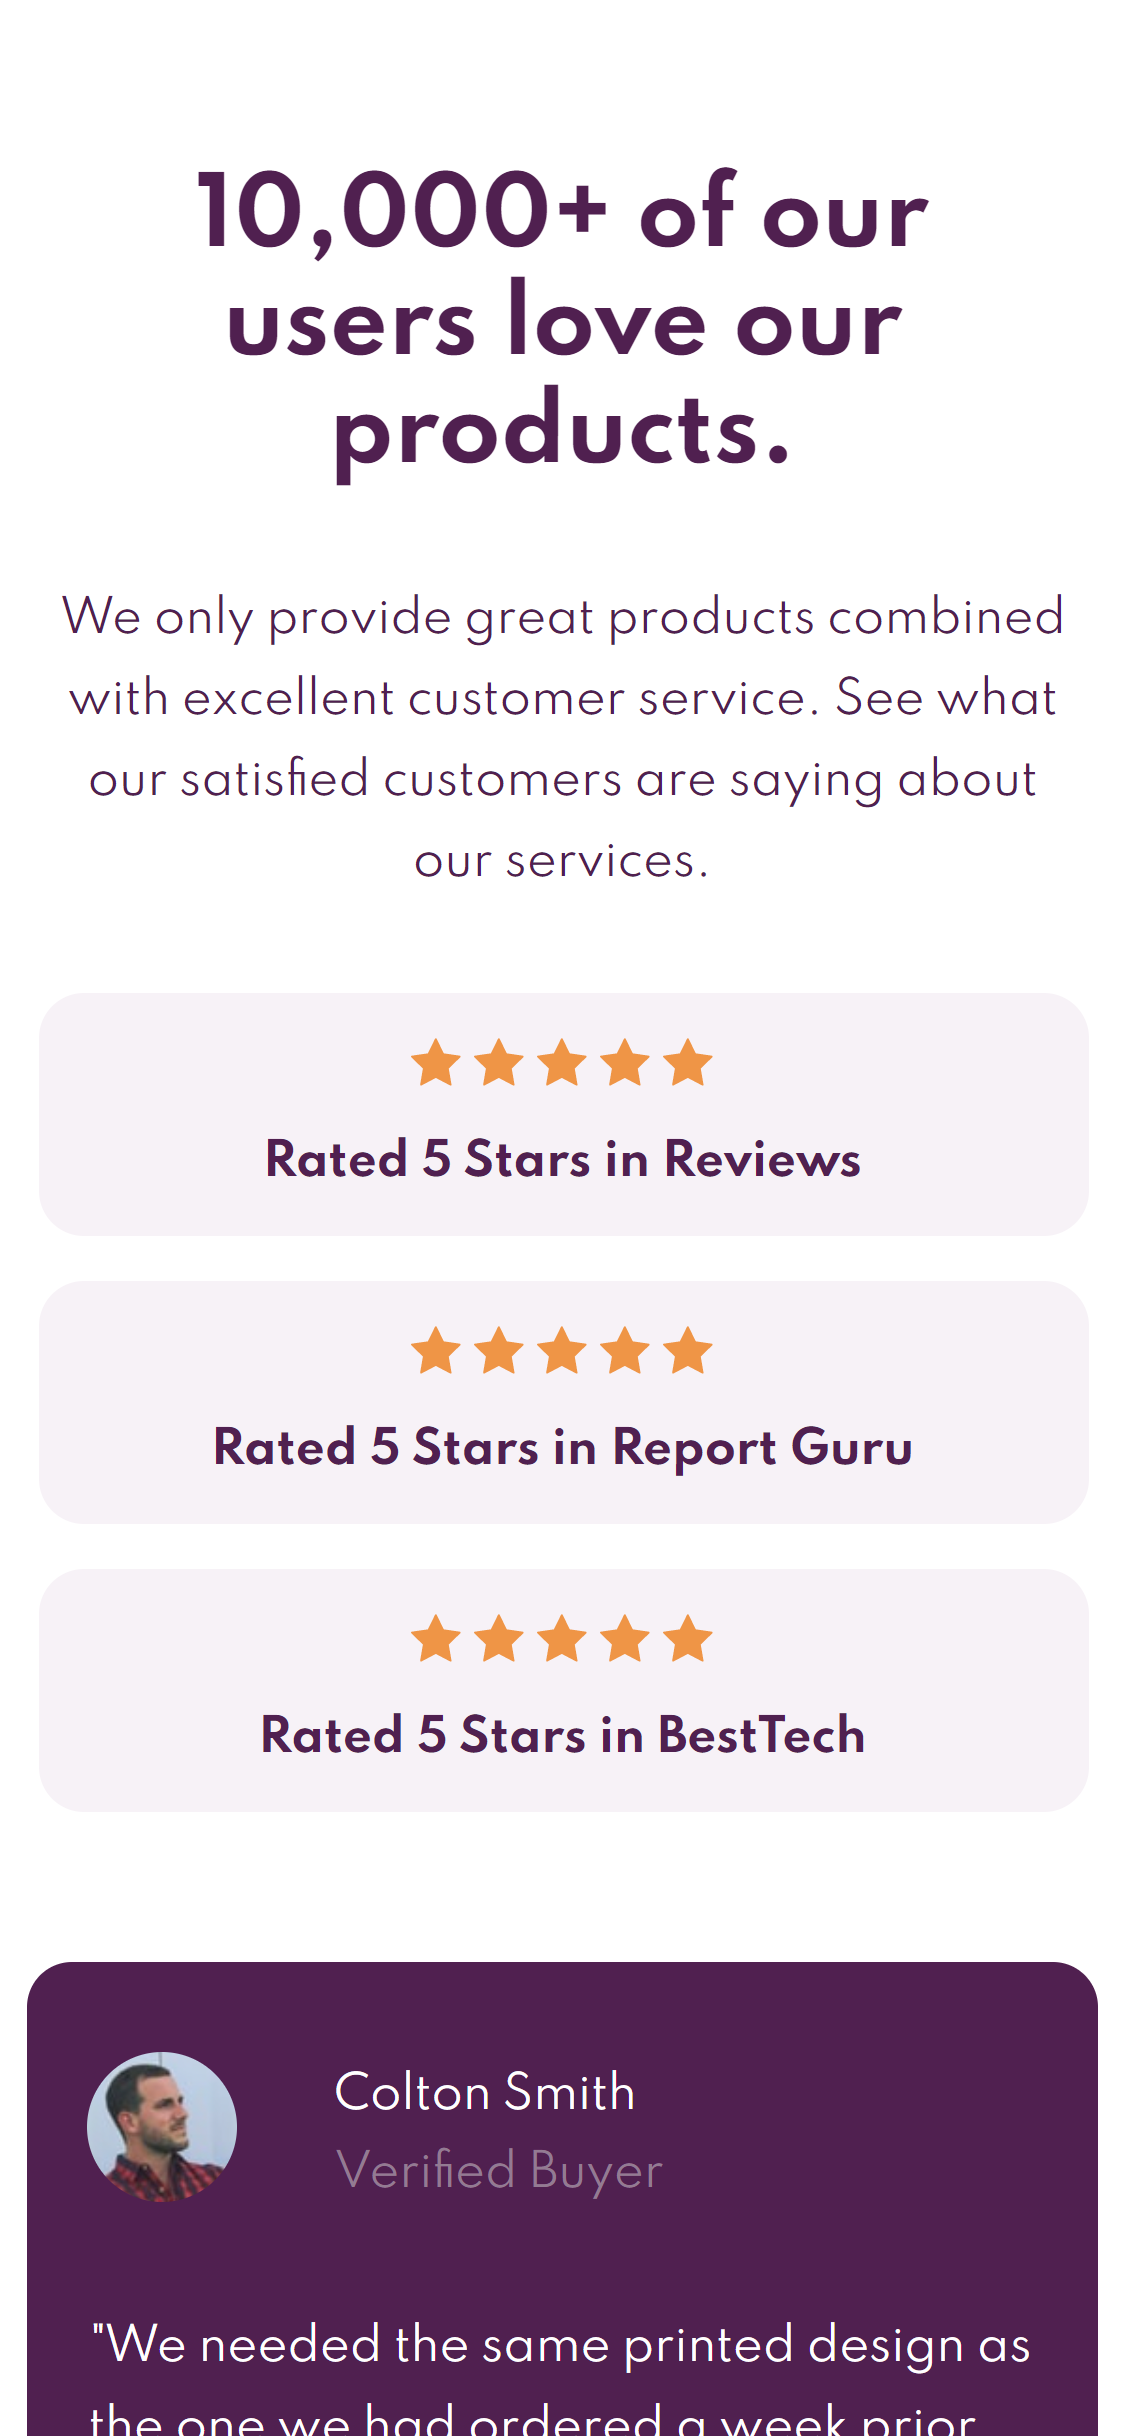 10,000+ of our
users love our
products.
We only provide great products combined
with excellent customer service. See what
our satisfied customers are saying about
our services.
Rated 5 Stars in Reviews
Rated 5 Stars in Report Guru
Rated 5 Stars in BestTech
Colton Smith
Verified Buyer
"We needed the same printed design as
the one we had ordered a week prior.